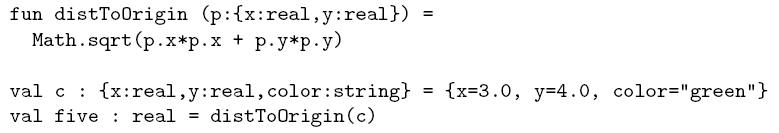 fun distToOrigin (p:{x:real,y:real}) =
  Math.sqrt(p.x*p.x + p.y*p.y)
val c : {x:real,y:real,color:string} = {x=3.0, y=4.0, color="green"}
val five : real = distToOrigin(c)